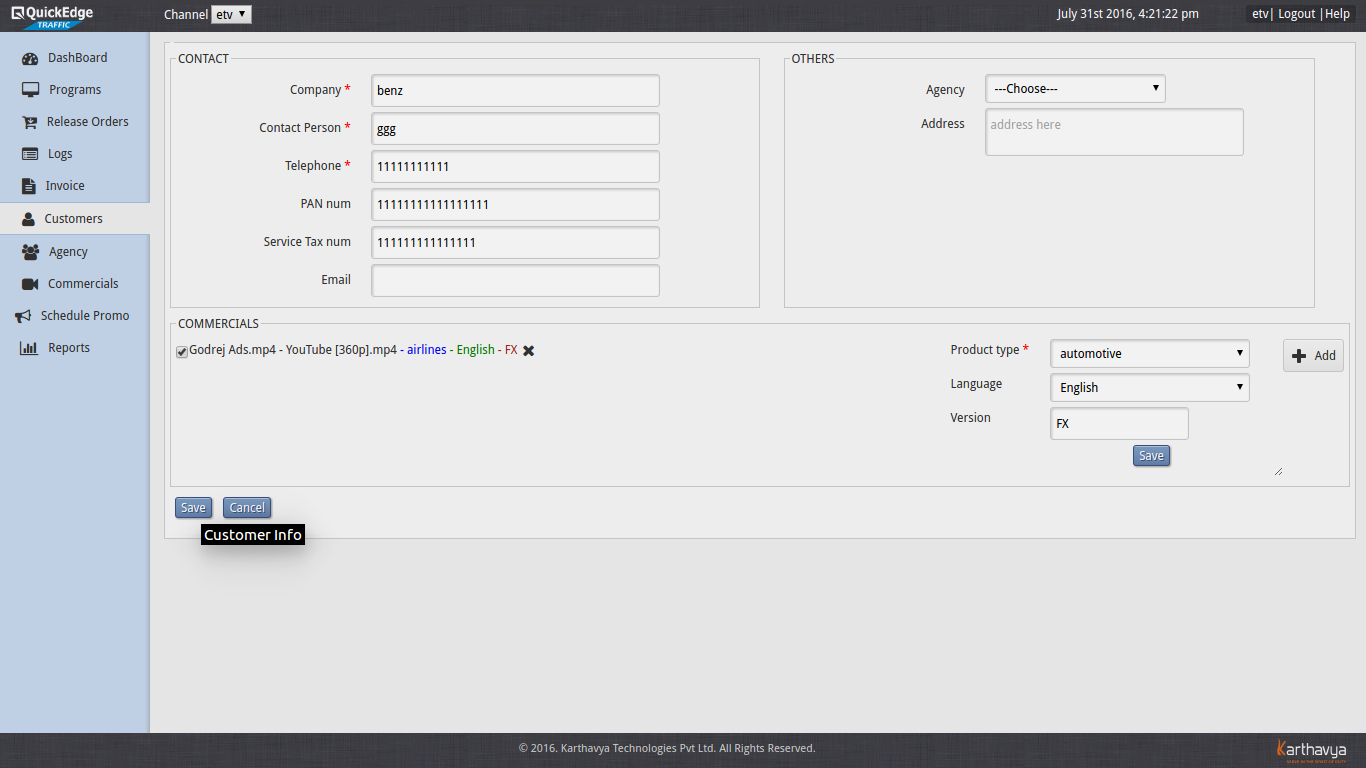 QuickEdge
TRAFFIC
Channel etv
July 31st 2016, 4:21:22 pm
etv| Logout |Help
DashBoard
Programs
Release Orders
Logs
Invoice
Customers
Agency
Commercials
Schedule Promo
Reports
CONTACT
Company * benz
Contact Person * ggg
Telephone * 11111111111
PAN num 11111111111111111
Service Tax num 111111111111111
Email
OTHERS
Agency ---Choose---
Address address here
COMMERCIALS
Godrej Ads.mp4 - YouTube [360p].mp4 - airlines - English - FX
Product type * automotive
Add
Language English
Version FX
Save
Save Cancel
Customer Info
© 2016. Karthavya Technologies Pvt Ltd. All Rights Reserved.
Karthavya